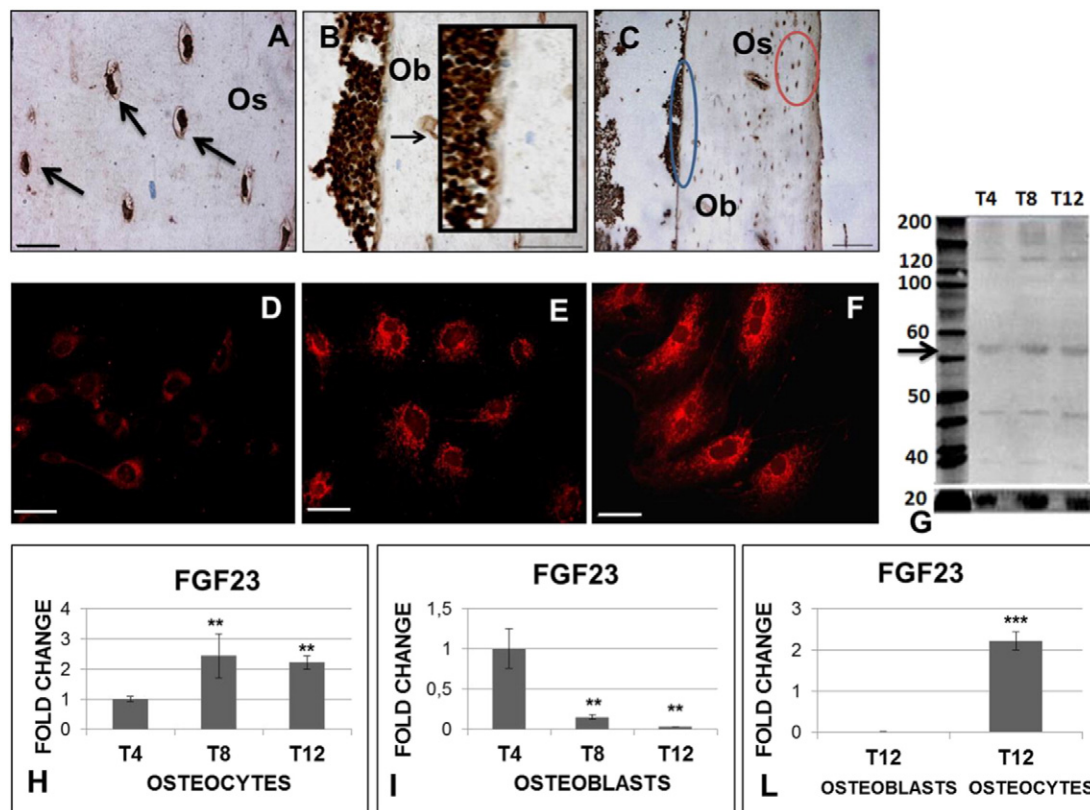 A
Os
B
Ob
C
Os
Ob
D
E
F
T4 T8 T12
200
120
100
60
50
40
20
G
FGF23
FOLD CHANGE
4
3
2
1
0
** **
T4 T8 T12
OSTEOCYTES
H
FGF23
FOLD CHANGE
1,5
1
0,5
0
** **
T4 T8 T12
OSTEOBLASTS
I
FGF23
FOLD CHANGE
3
2
1
0
***
T12 T12
OSTEOBLASTS OSTEOCYTES
L